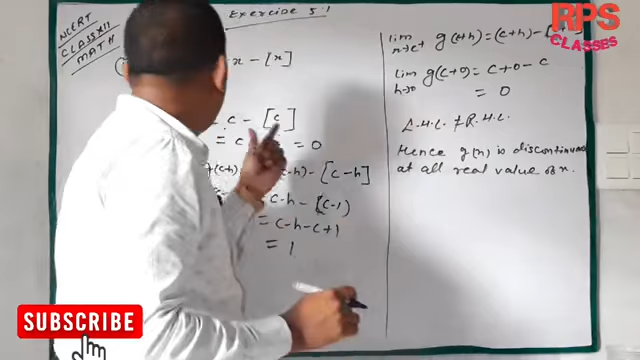 NCERT
CLASS XII
MATH
Exercise 5.1
x - [x]
c - [c]
= c
= 0
(c-h) - [c-h]
c-h - (c-1)
= c-h-c+1
= 1
lim g(c+h) = (c+h) -
lim g(c+0) = c+0-c
h→0
= 0
L.H.L. ≠ R.H.L.
Hence g(x) is discontinuous
at all real value of x.
RPS
CLASSES
SUBSCRIBE